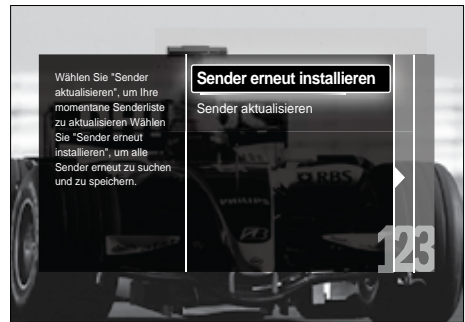 Wählen Sie "Sender
aktualisieren", um Ihre
momentane Senderliste
zu aktualisieren Wählen
Sie "Sender erneut
installieren", um alle
Sender erneut zu suchen
und zu speichern.
Sender erneut installieren
Sender aktualisieren
RBS
PHILIPS
123